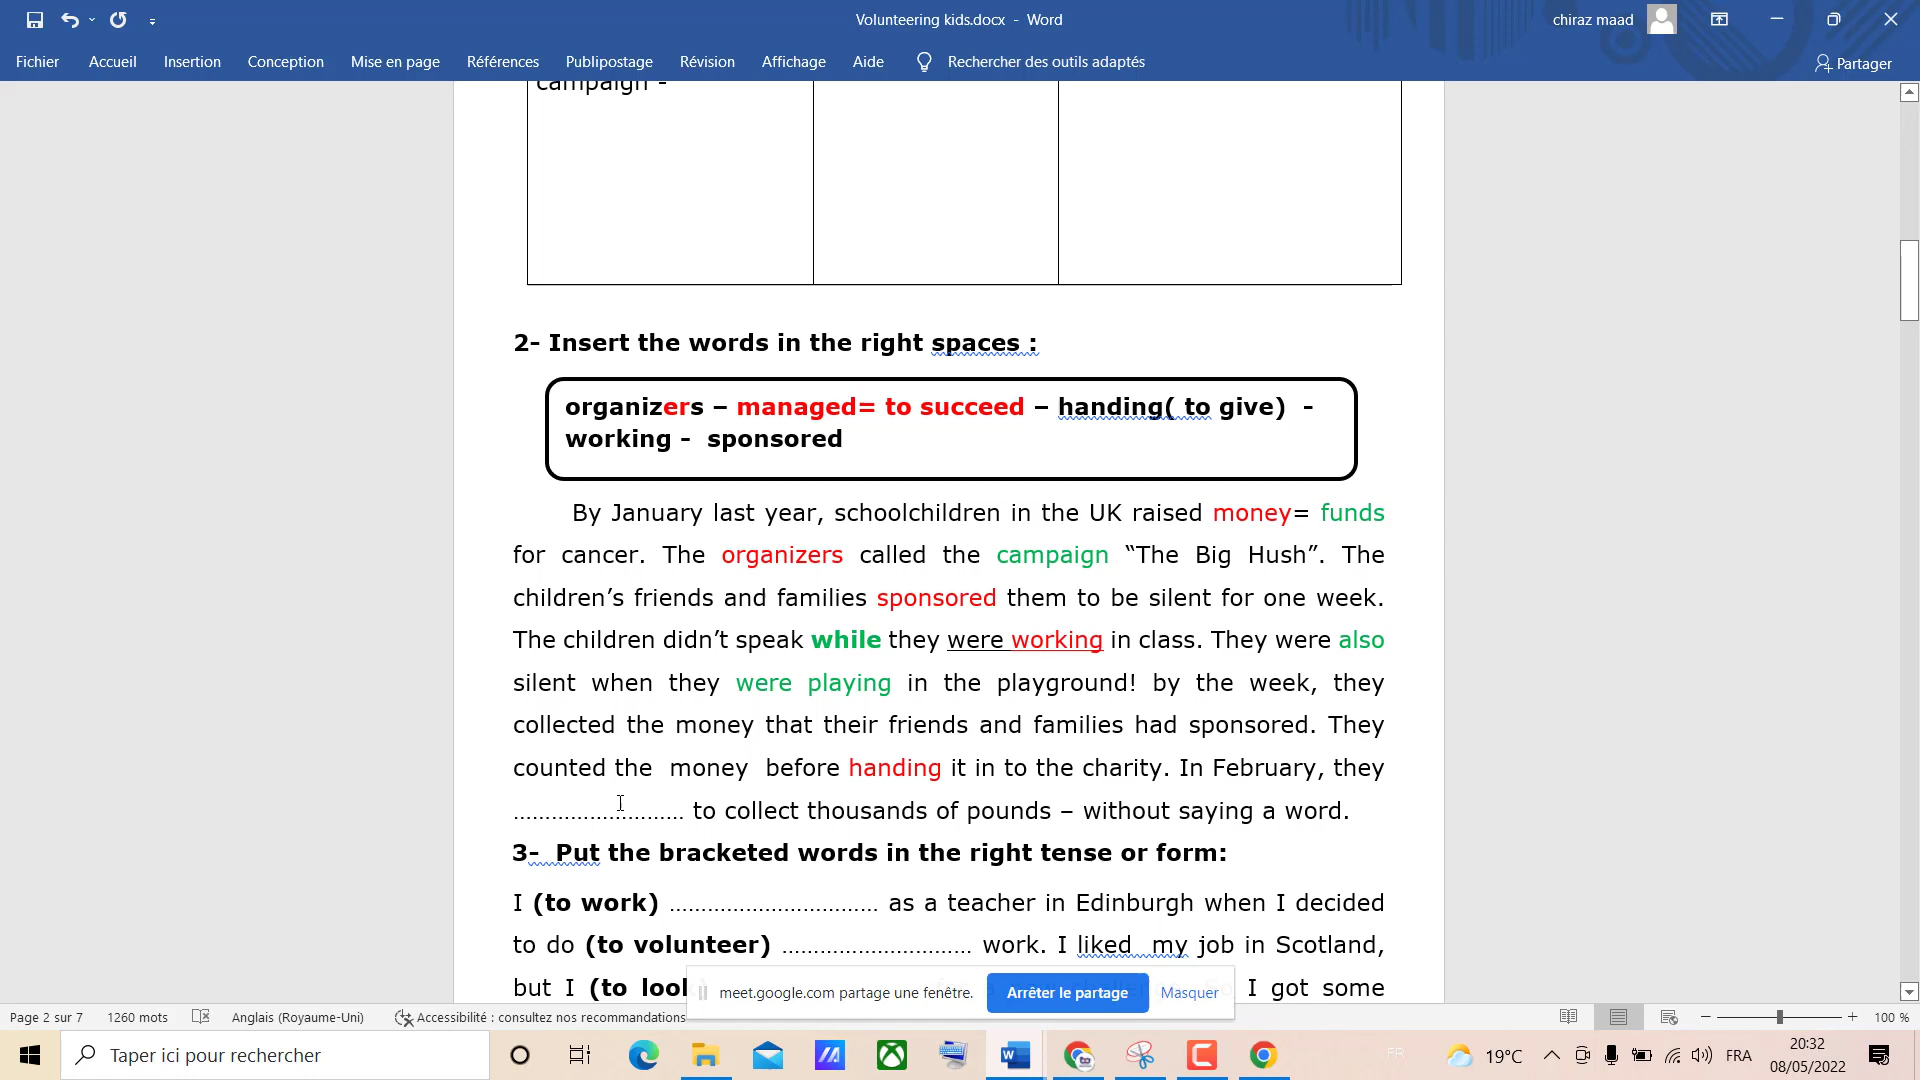 Volunteering kids.docx - Word
chiraz maad
Fichier Accueil Insertion Conception Mise en page Références Publipostage Révision Affichage Aide Rechercher des outils adaptés Partager
campaign -
2- Insert the words in the right spaces :
organizers – managed= to succeed – handing( to give) -
working - sponsored
By January last year, schoolchildren in the UK raised money= funds
for cancer. The organizers called the campaign “The Big Hush”. The
children’s friends and families sponsored them to be silent for one week.
The children didn’t speak while they were working in class. They were also
silent when they were playing in the playground! by the week, they
collected the money that their friends and families had sponsored. They
counted the money before handing it in to the charity. In February, they
........................... to collect thousands of pounds – without saying a word.
3- Put the bracketed words in the right tense or form:
I (to work) ................................. as a teacher in Edinburgh when I decided
to do (to volunteer) .............................. work. I liked my job in Scotland,
but I (to look I got some
meet.google.com partage une fenêtre. Arrêter le partage Masquer
Page 2 sur 7 1260 mots Anglais (Royaume-Uni) Accessibilité : consultez nos recommandations 100 %
Taper ici pour rechercher
FR
19°C
FRA
20:32
08/05/2022